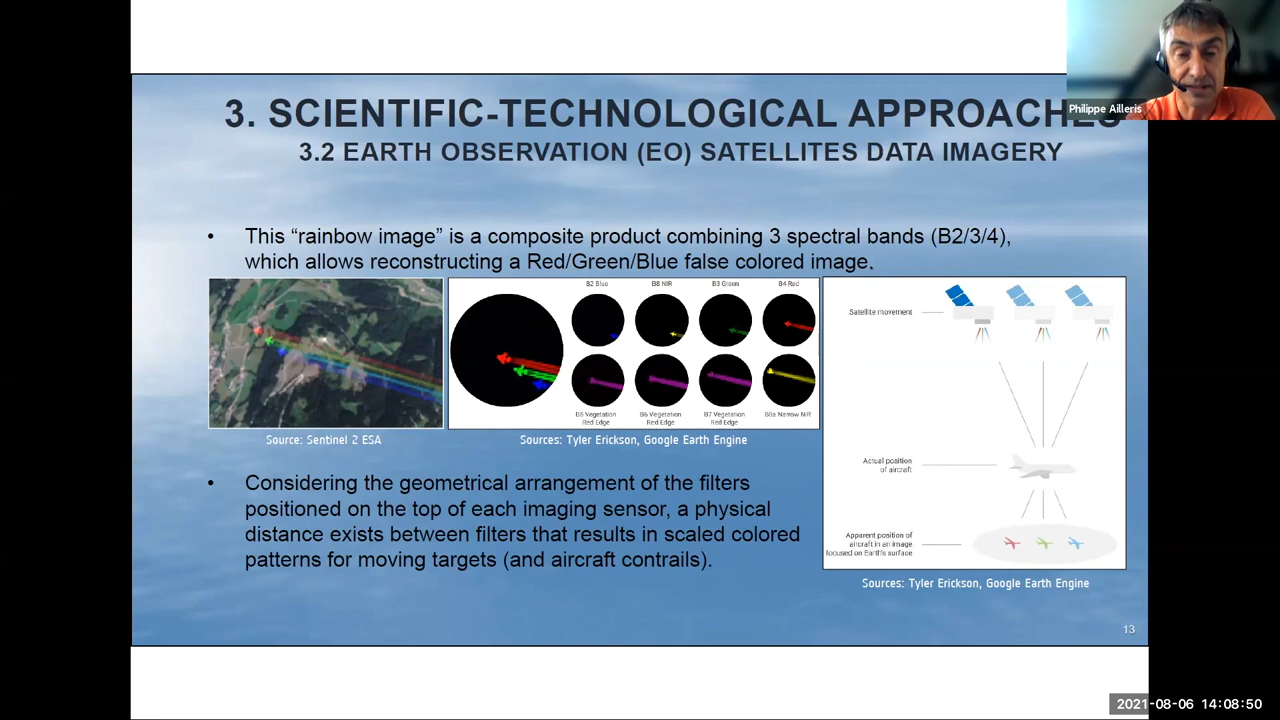 Philippe Ailleris
3. SCIENTIFIC-TECHNOLOGICAL APPROACHES
3.2 EARTH OBSERVATION (EO) SATELLITES DATA IMAGERY
• This “rainbow image” is a composite product combining 3 spectral bands (B2/3/4),
which allows reconstructing a Red/Green/Blue false colored image.
B2 Blue B8 NIR B3 Green B4 Red
B5 Vegetation Red Edge B6 Vegetation Red Edge B7 Vegetation Red Edge B8a Narrow NIR
Source: Sentinel 2 ESA
Sources: Tyler Erickson, Google Earth Engine
Satellite movement
Actual position
of aircraft
Apparent position of
aircraft in an image
focused on Earth's surface
Sources: Tyler Erickson, Google Earth Engine
• Considering the geometrical arrangement of the filters
positioned on the top of each imaging sensor, a physical
distance exists between filters that results in scaled colored
patterns for moving targets (and aircraft contrails).
13
2021-08-06 14:08:50